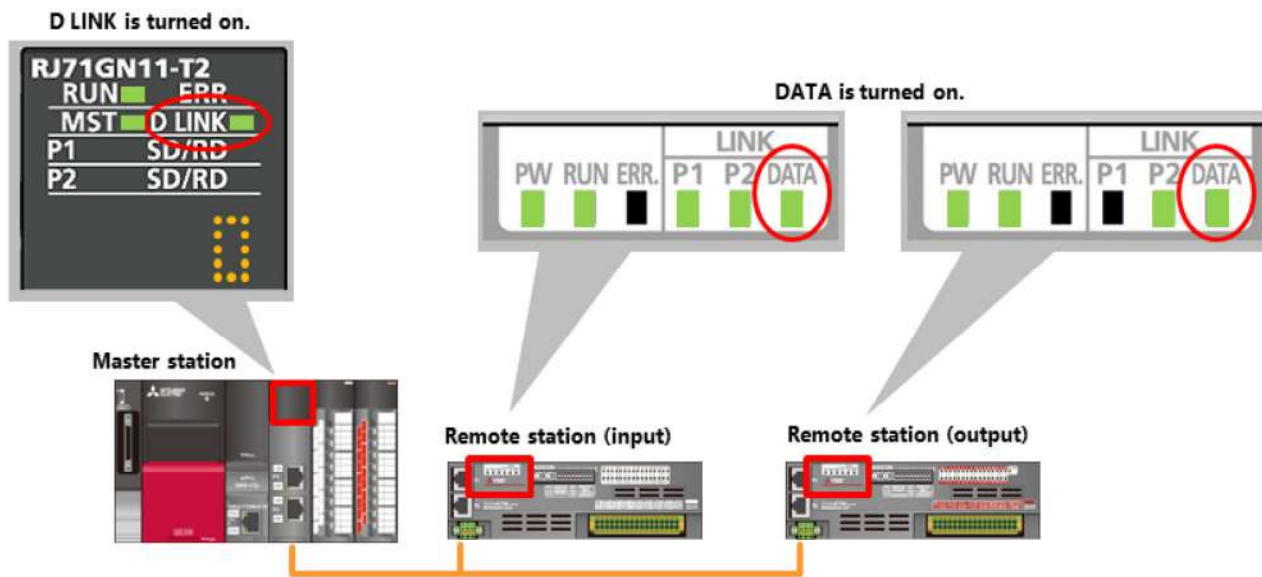 D LINK is turned on.
RJ71GN11-T2
RUN ERR
MST D LINK
P1 SD/RD
P2 SD/RD
0
DATA is turned on.
LINK
PW RUN ERR. P1 P2 DATA
LINK
PW RUN ERR. P1 P2 DATA
Master station
Remote station (input)
Remote station (output)